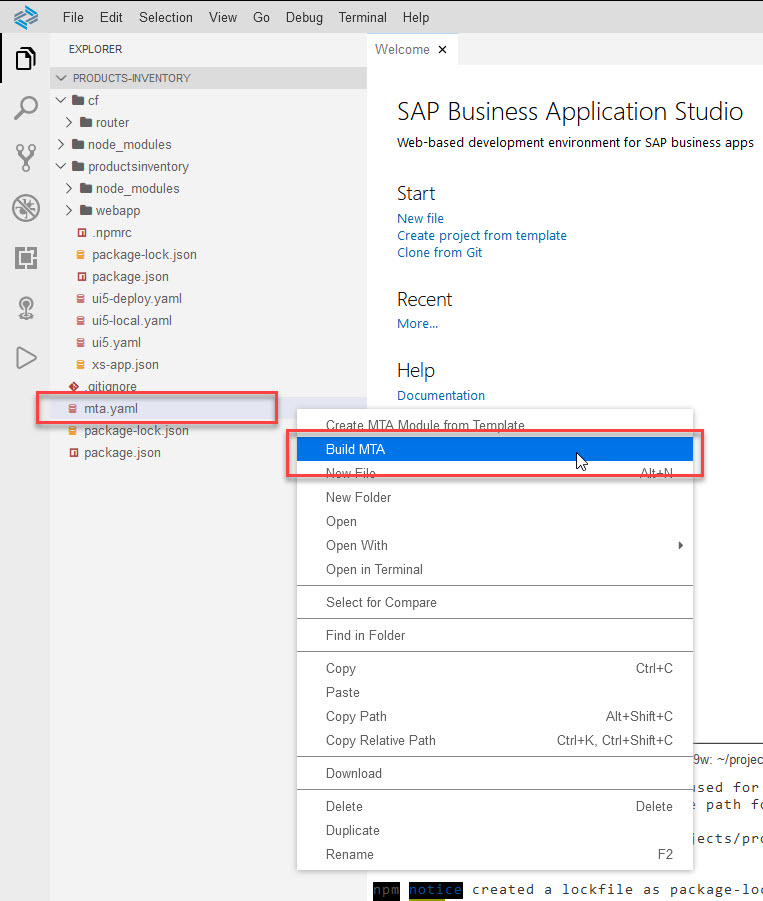 File Edit Selection View Go Debug Terminal Help
EXPLORER
PRODUCTS-INVENTORY
cf
router
node_modules
productsinventory
node_modules
webapp
.npmrc
package-lock.json
package.json
ui5-deploy.yaml
ui5-local.yaml
ui5.yaml
xs-app.json
.gitignore
mta.yaml
package-lock.json
package.json
Welcome
SAP Business Application Studio
Web-based development environment for SAP business apps
Start
New file
Create project from template
Clone from Git
Recent
More...
Help
Documentation
Create MTA Module from Template
Build MTA
New File Alt+N
New Folder
Open
Open With
Open in Terminal
Select for Compare
Find in Folder
Copy Ctrl+C
Paste
Copy Path Alt+Shift+C
Copy Relative Path Ctrl+K, Ctrl+Shift+C
Download
Delete Delete
Duplicate
Rename F2
9w: ~/projec
used for
e path fo
jects/pro
npm notice created a lockfile as package-loc